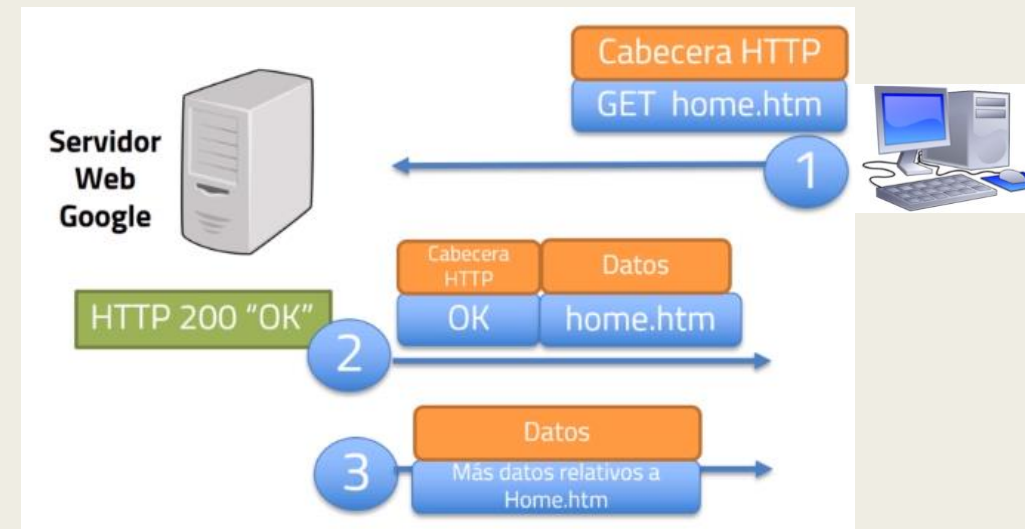 Cabecera HTTP
GET home.htm
1
Servidor
Web
Google
Cabecera
HTTP
Datos
HTTP 200 "OK"
OK
home.htm
2
Datos
3
Más datos relativos a
Home.htm